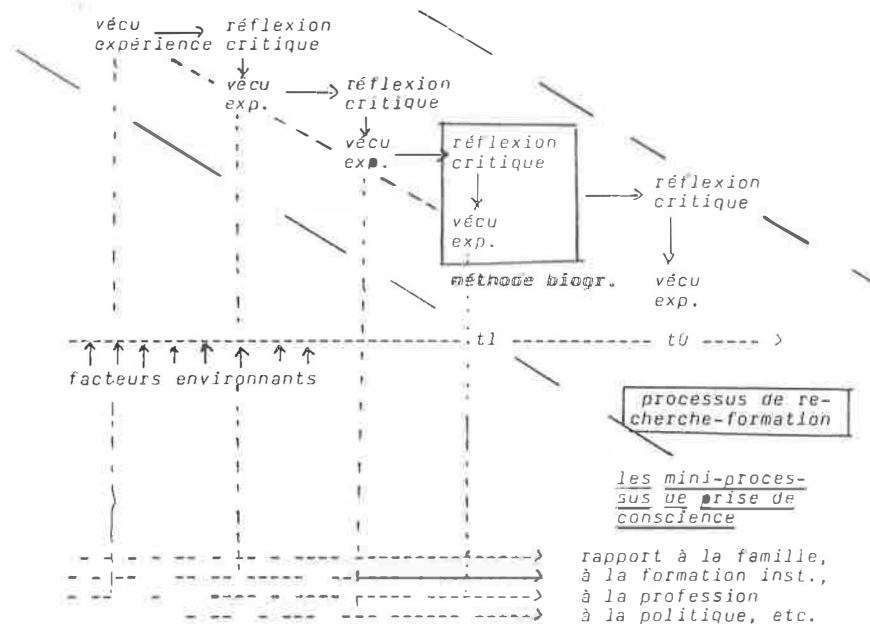 vécu
expérience
réflexion
critique
vécu
exp.
réflexion
critique
vécu
exp.
réflexion
critique
vécu
exp.
méthode biogr.
réflexion
critique
vécu
exp.
t1
t0
facteurs environnants
processus de re-
cherche-formation
les mini-proces-
sus de prise de
conscience
rapport à la famille,
à la formation inst.,
à la profession
à la politique, etc.